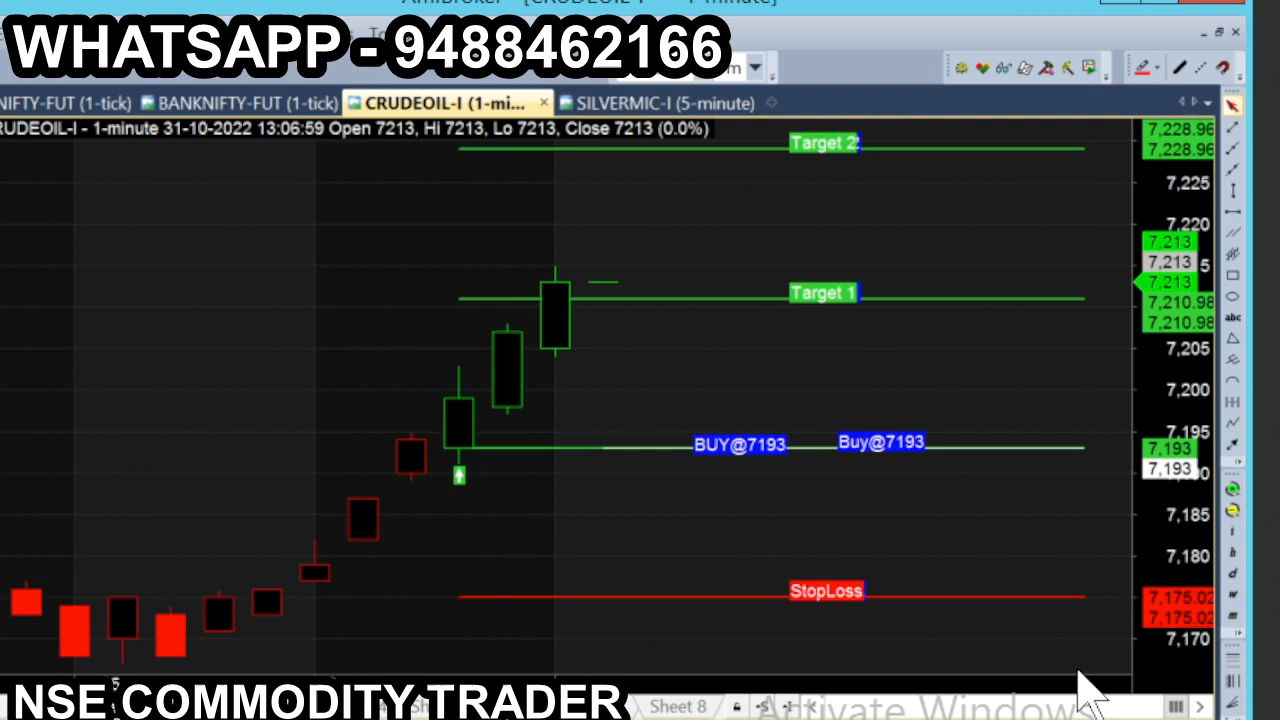 WHATSAPP - 9488462166
NIFTY-FUT (1-tick) BANKNIFTY-FUT (1-tick) CRUDEOIL-I (1-mi... × SILVERMIC-I (5-minute)
RUDEOIL-I - 1-minute 31-10-2022 13:06:59 Open 7213, Hi 7213, Lo 7213, Close 7213 (0.0%)
7,228.96
Target 2
7,228.96
7,225
7,220
7,213
7,213
7,213
Target 1
7,210.98
7,210.98
7,205
7,200
7,195
BUY@7193 Buy@7193
7,193
7,193
7,185
7,180
StopLoss
7,175.02
7,175.02
7,170
abc
i
h
d
w
m
NSE COMMODITY TRADER
Sheet 8
Activate Windows